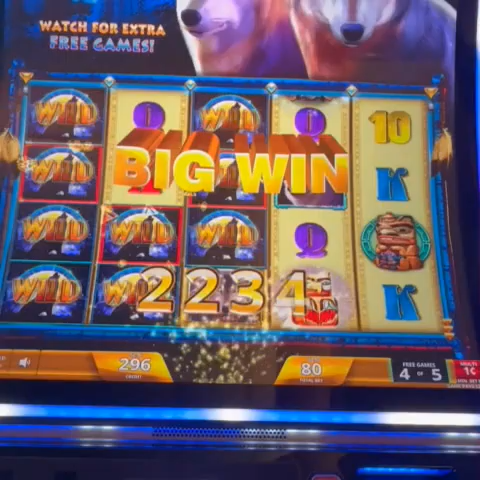 WATCH FOR EXTRA
FREE GAMES!
WILD Q WILD Q 10
WILD WILD K
BIG WIN
WILD WILD WILD Q
WILD WILD K
2234
296
CREDIT
80
TOTAL BET
FREE GAMES
4 OF 5
1¢